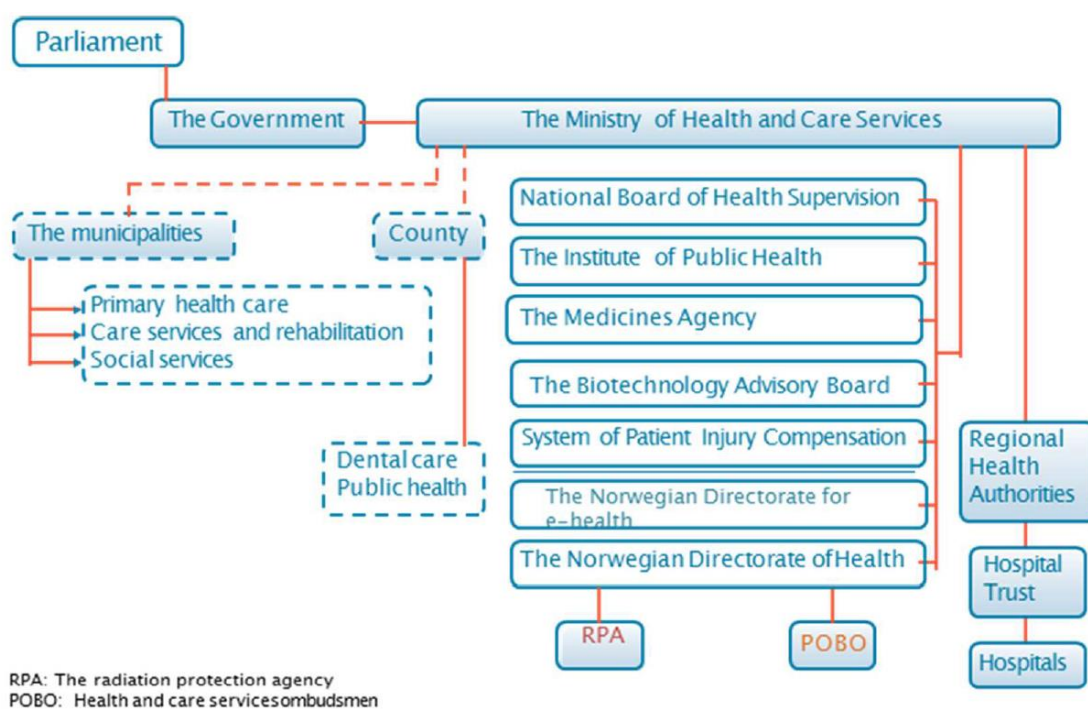 Parliament
The Government
The Ministry of Health and Care Services
The municipalities
County
Primary health care
Care services and rehabilitation
Social services
Dental care
Public health
National Board of Health Supervision
The Institute of Public Health
The Medicines Agency
The Biotechnology Advisory Board
System of Patient Injury Compensation
The Norwegian Directorate for
e-health
The Norwegian Directorate of Health
RPA
POBO
Regional
Health
Authorities
Hospital
Trust
Hospitals
RPA: The radiation protection agency
POBO: Health and care servicesombudsmen